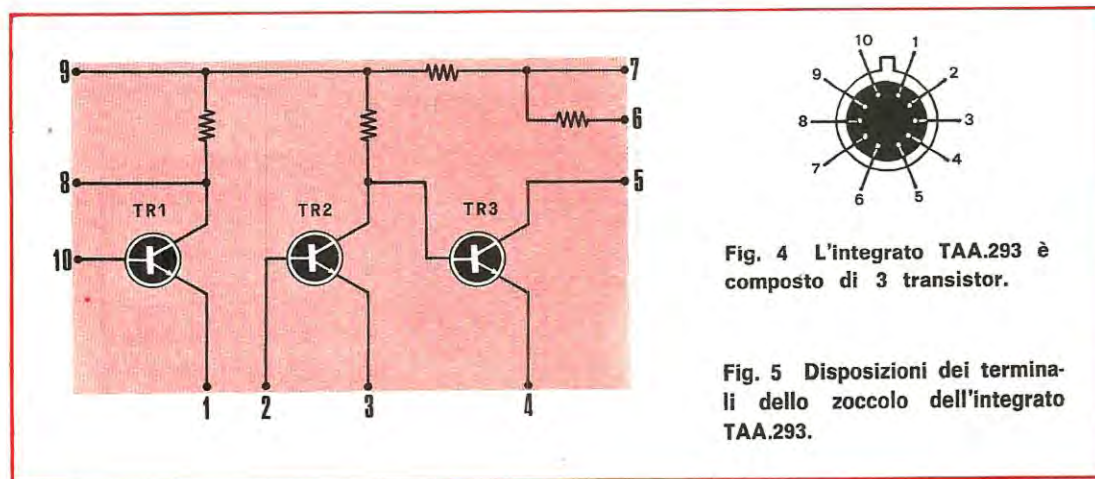 9
7
6
8
5
TR1
TR2
TR3
10
1
2
3
4
10
1
9
2
8
3
7
4
6
5
Fig. 4 L'integrato TAA.293 è
composto di 3 transistor.
Fig. 5 Disposizioni dei termina-
li dello zoccolo dell'integrato
TAA.293.